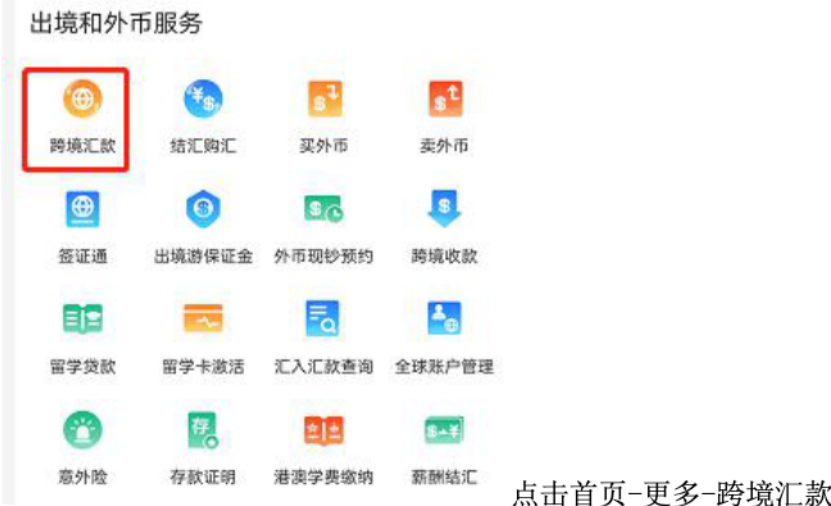 出境和外币服务
跨境汇款 结汇购汇 买外币 卖外币
签证通 出境游保证金 外币现钞预约 跨境收款
留学贷款 留学卡激活 汇入汇款查询 全球账户管理
存
意外险 存款证明 港澳学费缴纳 薪酬结汇
点击首页-更多-跨境汇款